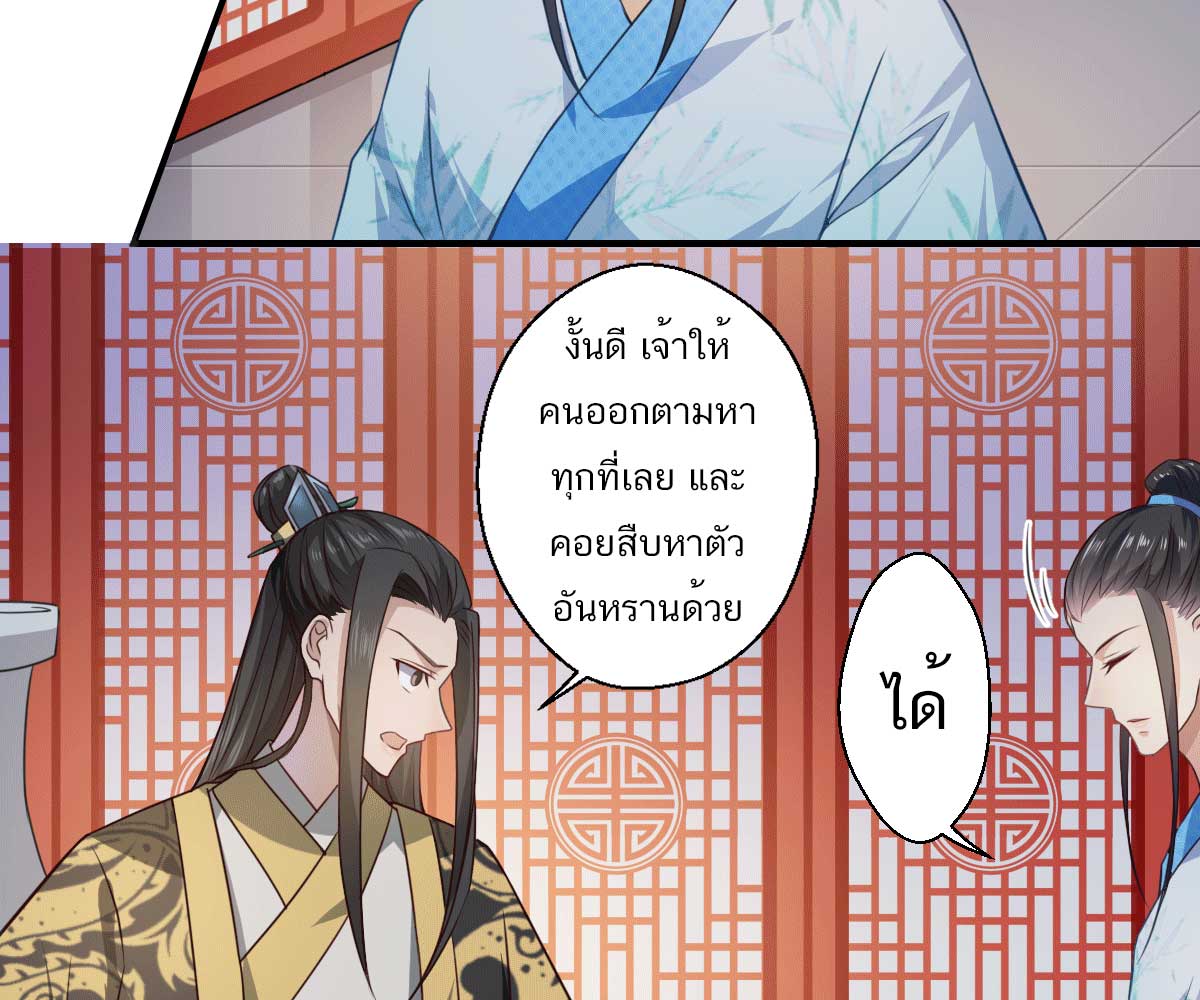 งั้นดี เจ้าให้
คนออกตามหา
ทุกที่เลย และ
คอยสืบหาตัว
อันหรานด้วย
ได้